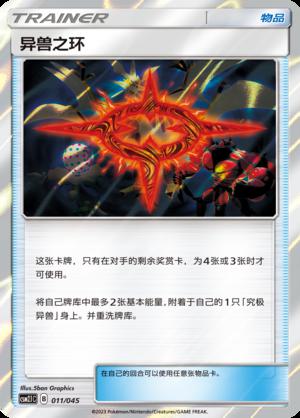 TRAINER
物品
异兽之环
这张卡牌，只有在对手的剩余奖赏卡，为4张或3张时才
可使用。
将自己牌库中最多2张基本能量，附着于自己的1只「究极
异兽」身上。并重洗牌库。
Illus.5ban Graphics
在自己的回合可以使用任意张物品卡。
CSM2.1 C B 011/045
©2023 Pokémon/Nintendo/Creatures/GAME FREAK.